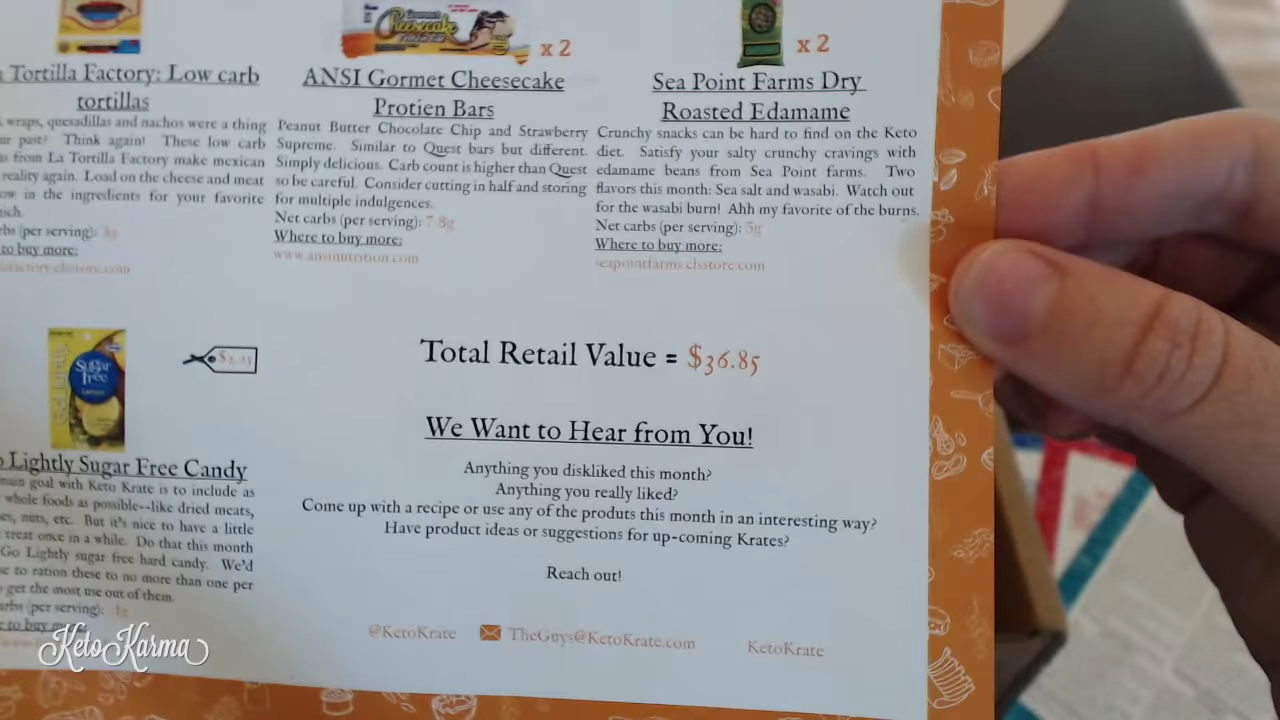 Cheesecake
x 2
x 2
Tortilla Factory: Low carb
tortillas
wraps, quesadillas and nachos were a thing
past? Think again! These low carb
from La Tortilla Factory make mexican
reality again. Load on the cheese and meat
in the ingredients for your favorite
(per serving):
to buy more:
ANSI Gormet Cheesecake
Protien Bars
Peanut Butter Chocolate Chip and Strawberry
Supreme. Similar to Quest bars but different.
Simply delicious. Carb count is higher than Quest
so be careful. Consider cutting in half and storing
for multiple indulgences.
Net carbs (per serving): 7 8g
Where to buy more:
www.ansinutrition.com
Sea Point Farms Dry
Roasted Edamame
Crunchy snacks can be hard to find on the Keto
diet. Satisfy your salty crunchy cravings with
edamame beans from Sea Point farms. Two
flavors this month: Sea salt and wasabi. Watch out
for the wasabi burn! Ahh my favorite of the burns.
Net carbs (per serving): 5g
Where to buy more:
seapointfarms.clsstore.com
Sugar
Free
Lightly Sugar Free Candy
main goal with Keto Krate is to include as
whole foods as possible--like dried meats,
nuts, etc. But it's nice to have a little
treat once in a while. Do that this month
Go Lightly sugar free hard candy. We'd
to ration these to no more than one per
get the most use out of them.
(per serving):
to buy
Total Retail Value = $36.85
We Want to Hear from You!
Anything you diskliked this month?
Anything you really liked?
Come up with a recipe or use any of the produts this month in an interesting way?
Have product ideas or suggestions for up-coming Krates?
Reach out!
@KetoKrate TheGuys@KetoKrate.com KetoKrate
KetoKarma